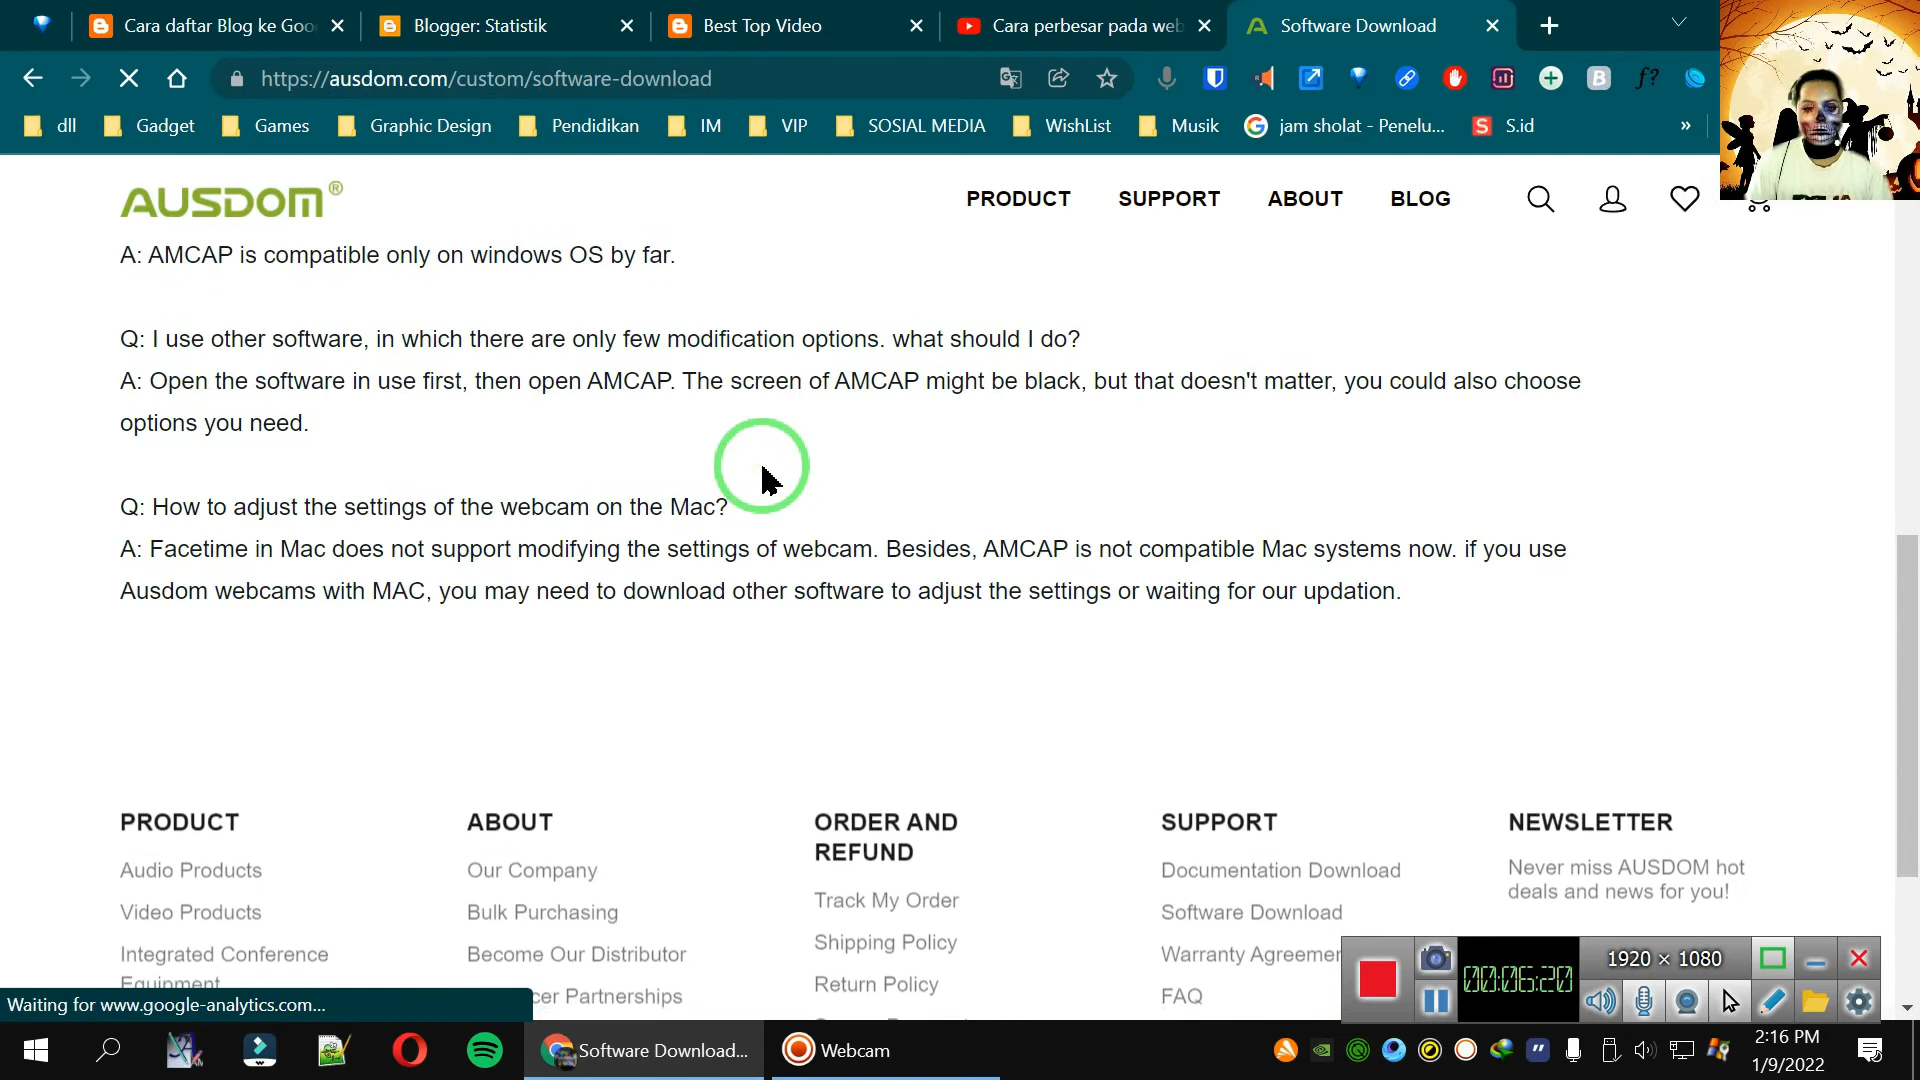 Cara daftar Blog ke Goo
Blogger: Statistik
Best Top Video
Cara perbesar pada web
Software Download
https://ausdom.com/custom/software-download
dll
Gadget
Games
Graphic Design
Pendidikan
IM
VIP
SOSIAL MEDIA
WishList
Musik
jam sholat - Penelu...
S.id
»
AUSDOM®
PRODUCT
SUPPORT
ABOUT
BLOG
A: AMCAP is compatible only on windows OS by far.
Q: I use other software, in which there are only few modification options. what should I do?
A: Open the software in use first, then open AMCAP. The screen of AMCAP might be black, but that doesn't matter, you could also choose
options you need.
Q: How to adjust the settings of the webcam on the Mac?
A: Facetime in Mac does not support modifying the settings of webcam. Besides, AMCAP is not compatible Mac systems now. if you use
Ausdom webcams with MAC, you may need to download other software to adjust the settings or waiting for our updation.
PRODUCT
Audio Products
Video Products
Integrated Conference
Equipment
ABOUT
Our Company
Bulk Purchasing
Become Our Distributor
cer Partnerships
ORDER AND
REFUND
Track My Order
Shipping Policy
Return Policy
SUPPORT
Documentation Download
Software Download
Warranty Agreemer
FAQ
NEWSLETTER
Never miss AUSDOM hot
deals and news for you!
1920 × 1080
00:06:20
Waiting for www.google-analytics.com...
Software Download...
Webcam
2:16 PM
1/9/2022